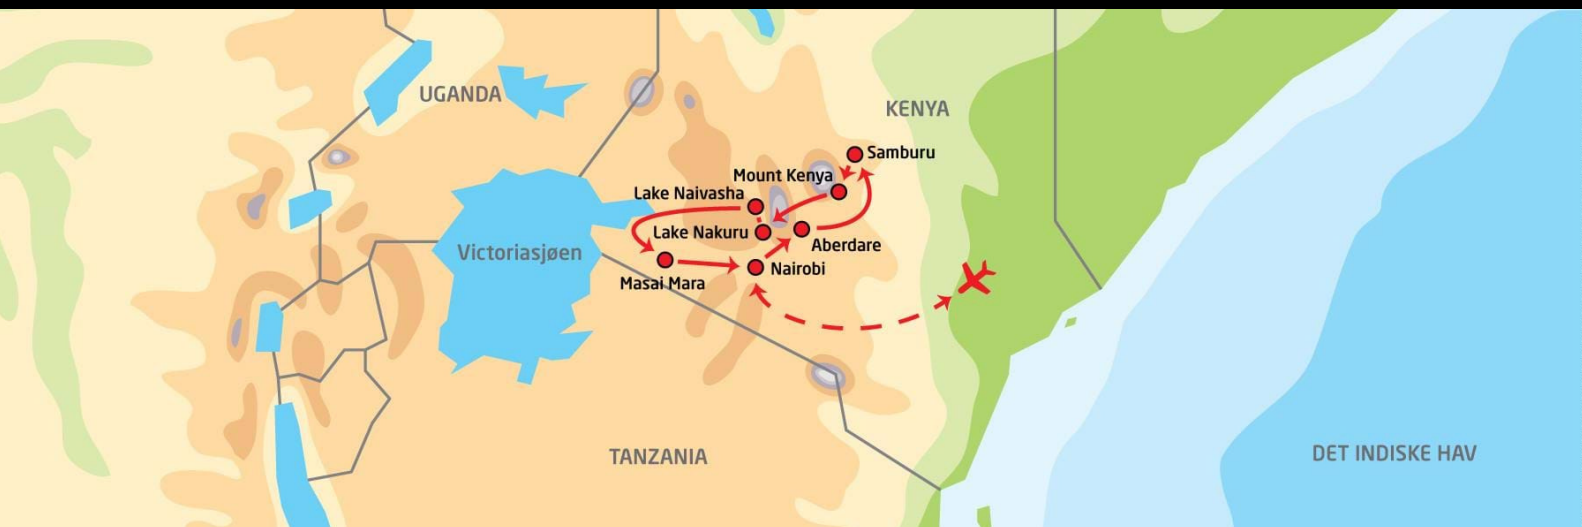 UGANDA
KENYA
Samburu
Mount Kenya
Lake Naivasha
Lake Nakuru
Aberdare
Victoriasjøen
Nairobi
Masai Mara
TANZANIA
DET INDISKE HAV